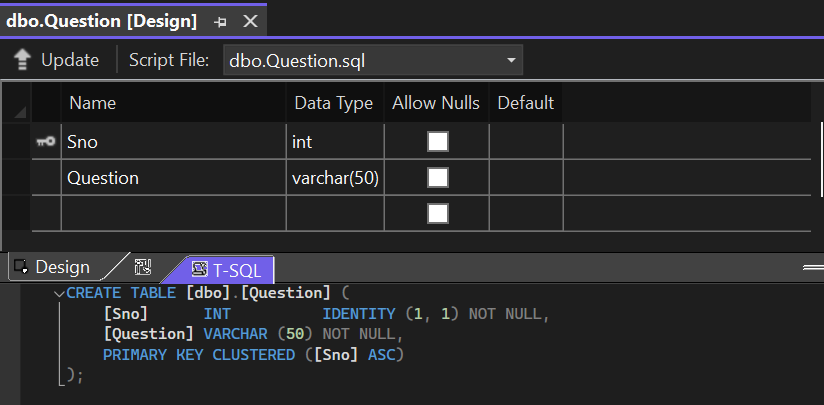 dbo.Question [Design]
Update Script File: dbo.Question.sql
Name Data Type Allow Nulls Default
Sno int
Question varchar(50)
Design T-SQL
CREATE TABLE [dbo].[Question] (
[Sno] INT IDENTITY (1, 1) NOT NULL,
[Question] VARCHAR (50) NOT NULL,
PRIMARY KEY CLUSTERED ([Sno] ASC)
);